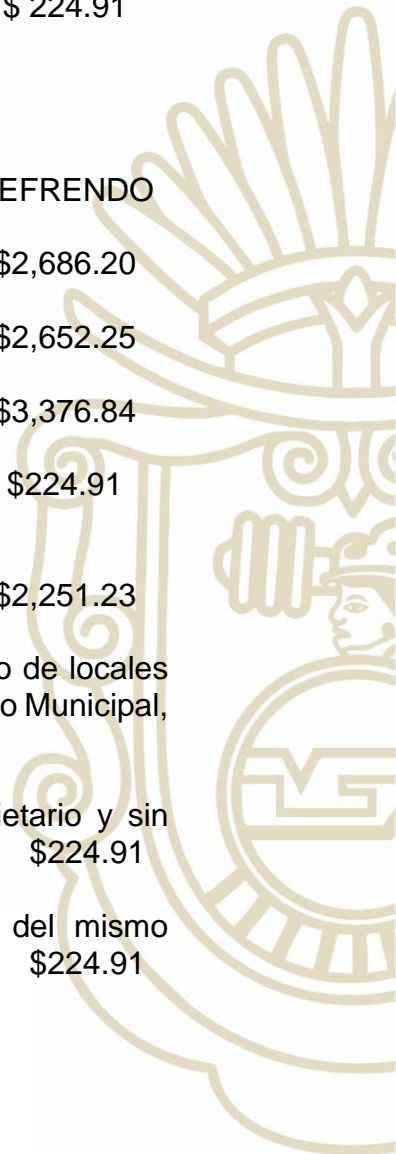 $ 224.91
EFRENDO
$2,686.20
$2,652.25
$3,376.84
$224.91
$2,251.23
o de locales
o Municipal,
etario y sin
$224.91
del mismo
$224.91